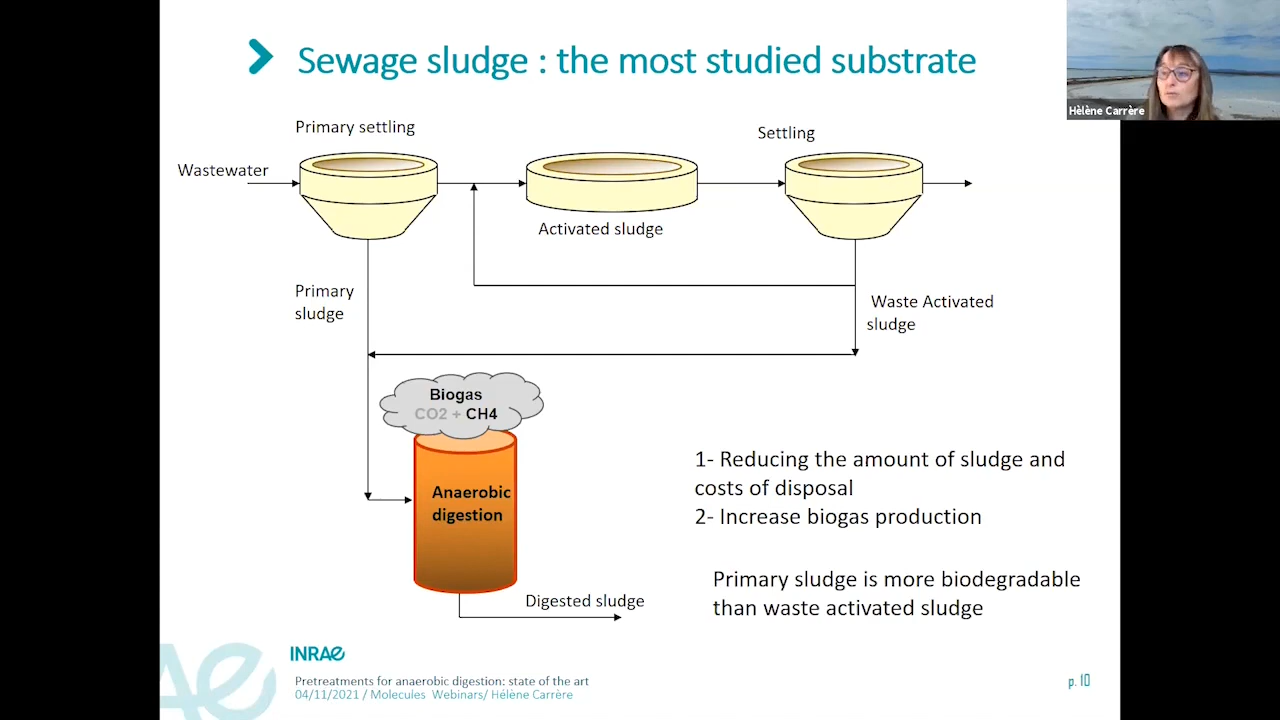 Sewage sludge : the most studied substrate
Hèlène Carrère
Primary settling
Settling
Wastewater
Activated sludge
Primary
sludge
Waste Activated
sludge
Biogas
CO2 + CH4
Anaerobic
digestion
1- Reducing the amount of sludge and
costs of disposal
2- Increase biogas production
Primary sludge is more biodegradable
than waste activated sludge
Digested sludge
INRAE
Pretreatments for anaerobic digestion: state of the art
04/11/2021 / Molecules Webinars/ Hélène Carrère
p. 10